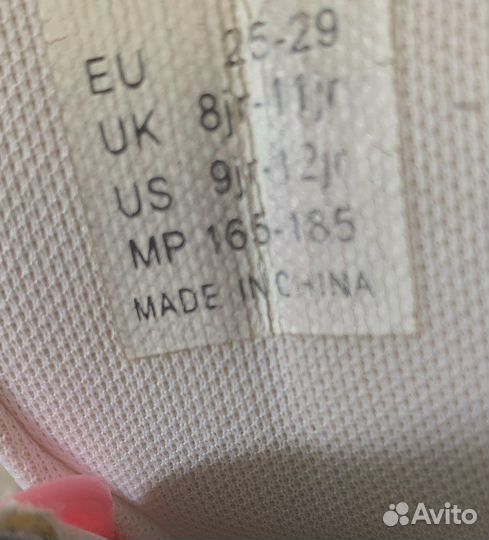 EU 25-29
UK 8jr-11jr
US 9jr-12jr
MP 165-185
MADE IN CHINA
Avito